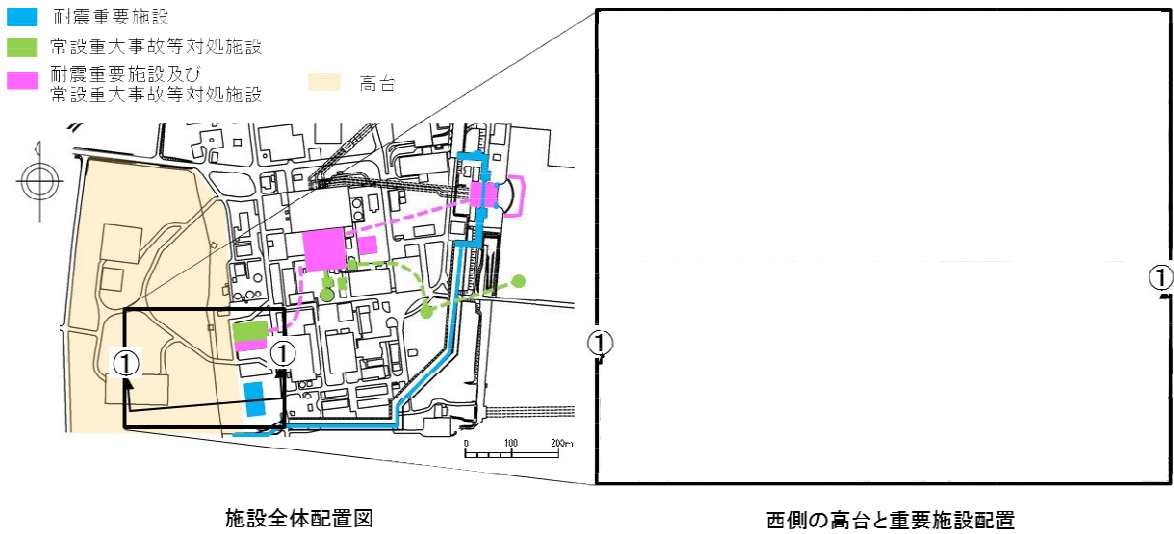 耐震重要施設
常設重大事故等対処施設
耐震重要施設及び
常設重大事故等対処施設
高台
①
①
①
①
0 100 200m
施設全体配置図
西側の高台と重要施設配置